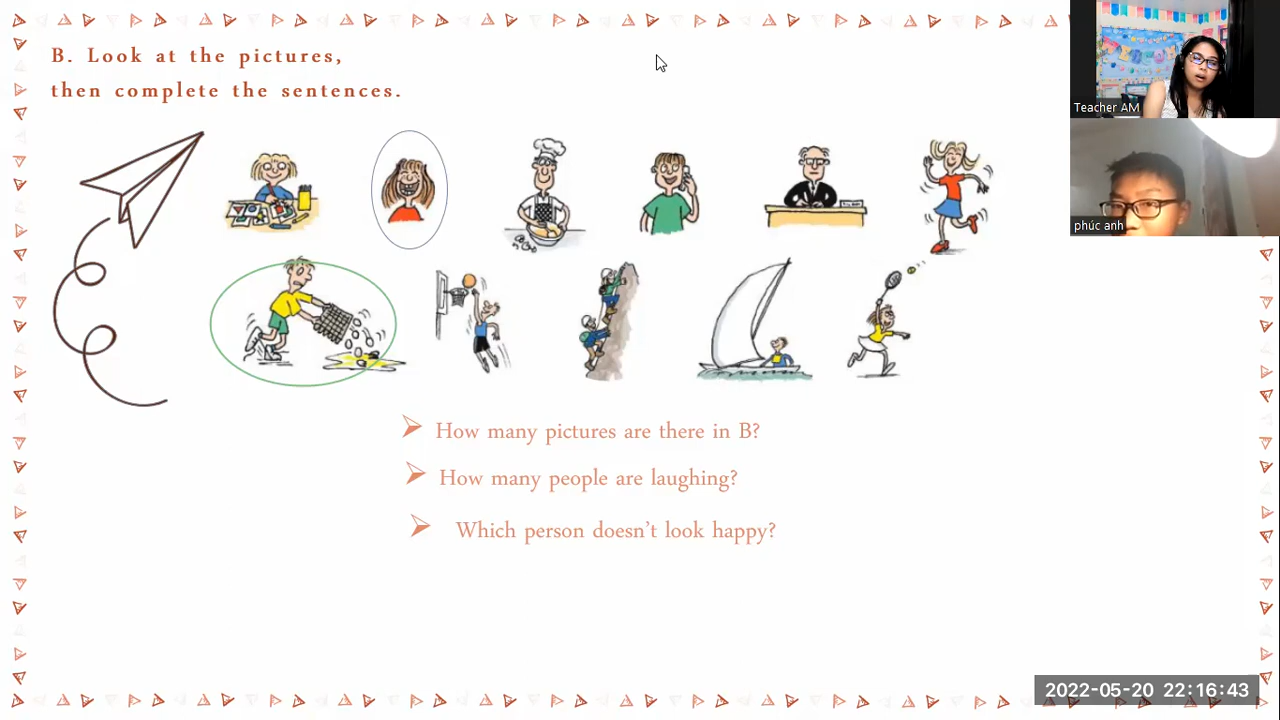 B. Look at the pictures,
then complete the sentences.
How many pictures are there in B?
How many people are laughing?
Which person doesn't look happy?
Teacher AM
phúc anh
2022-05-20 22:16:43